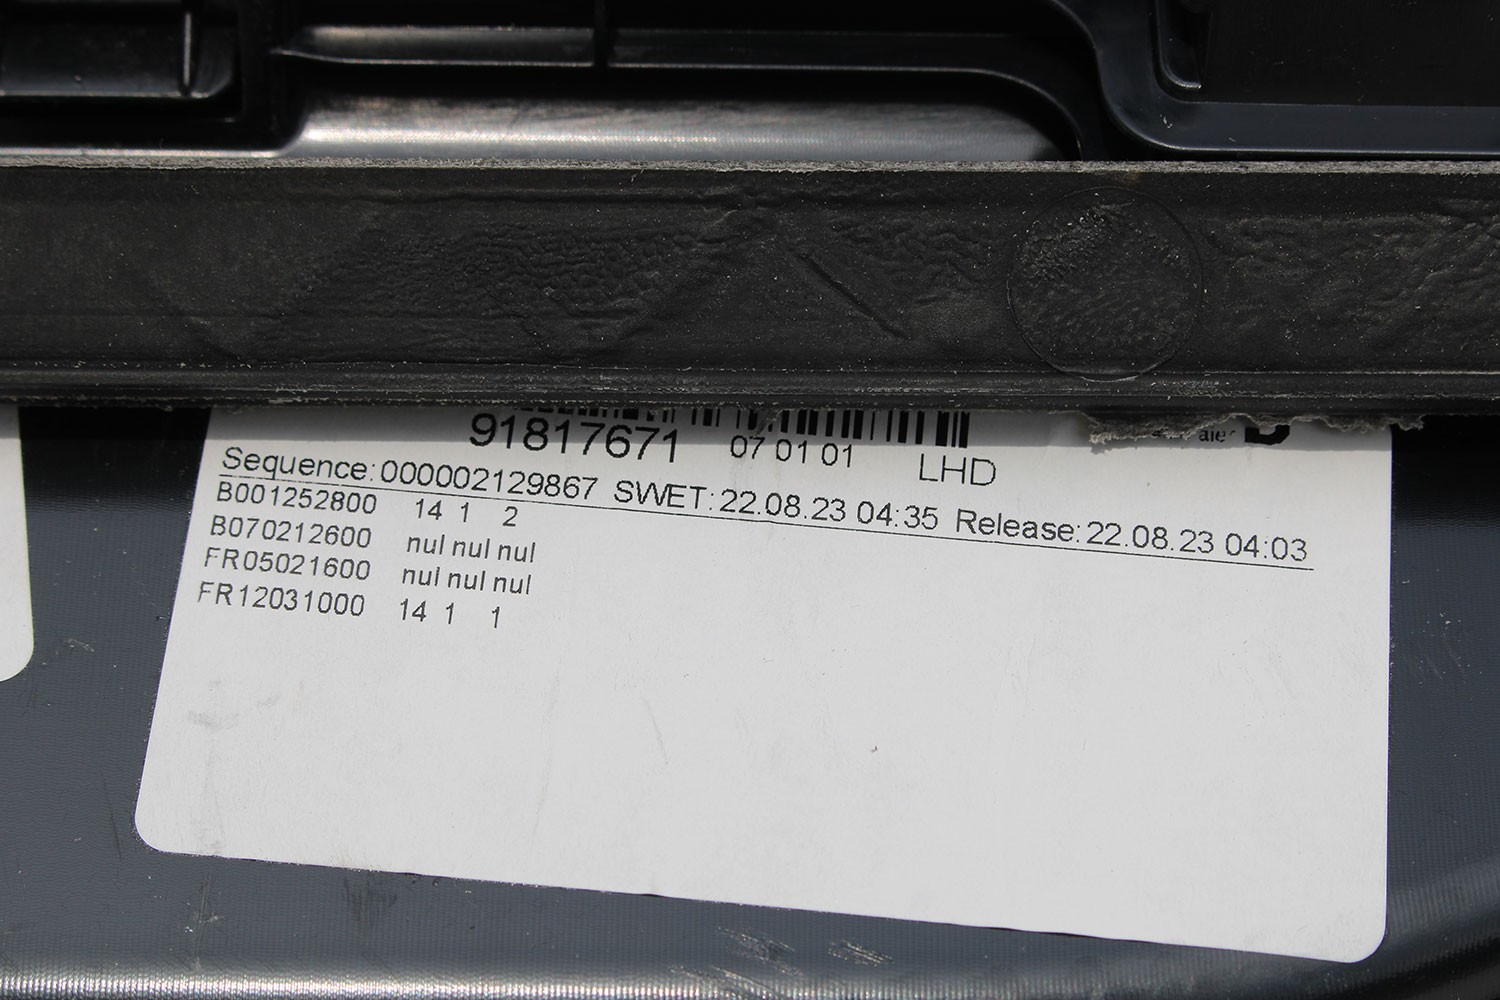 91817671 07 01 01 LHD
Sequence:000002129867 SWET:22.08.23 04:35 Release:22.08.23 04:03
B001252800 14 1 2
B070212600 nul nul nul
FR05021600 nul nul nul
FR12031000 14 1 1